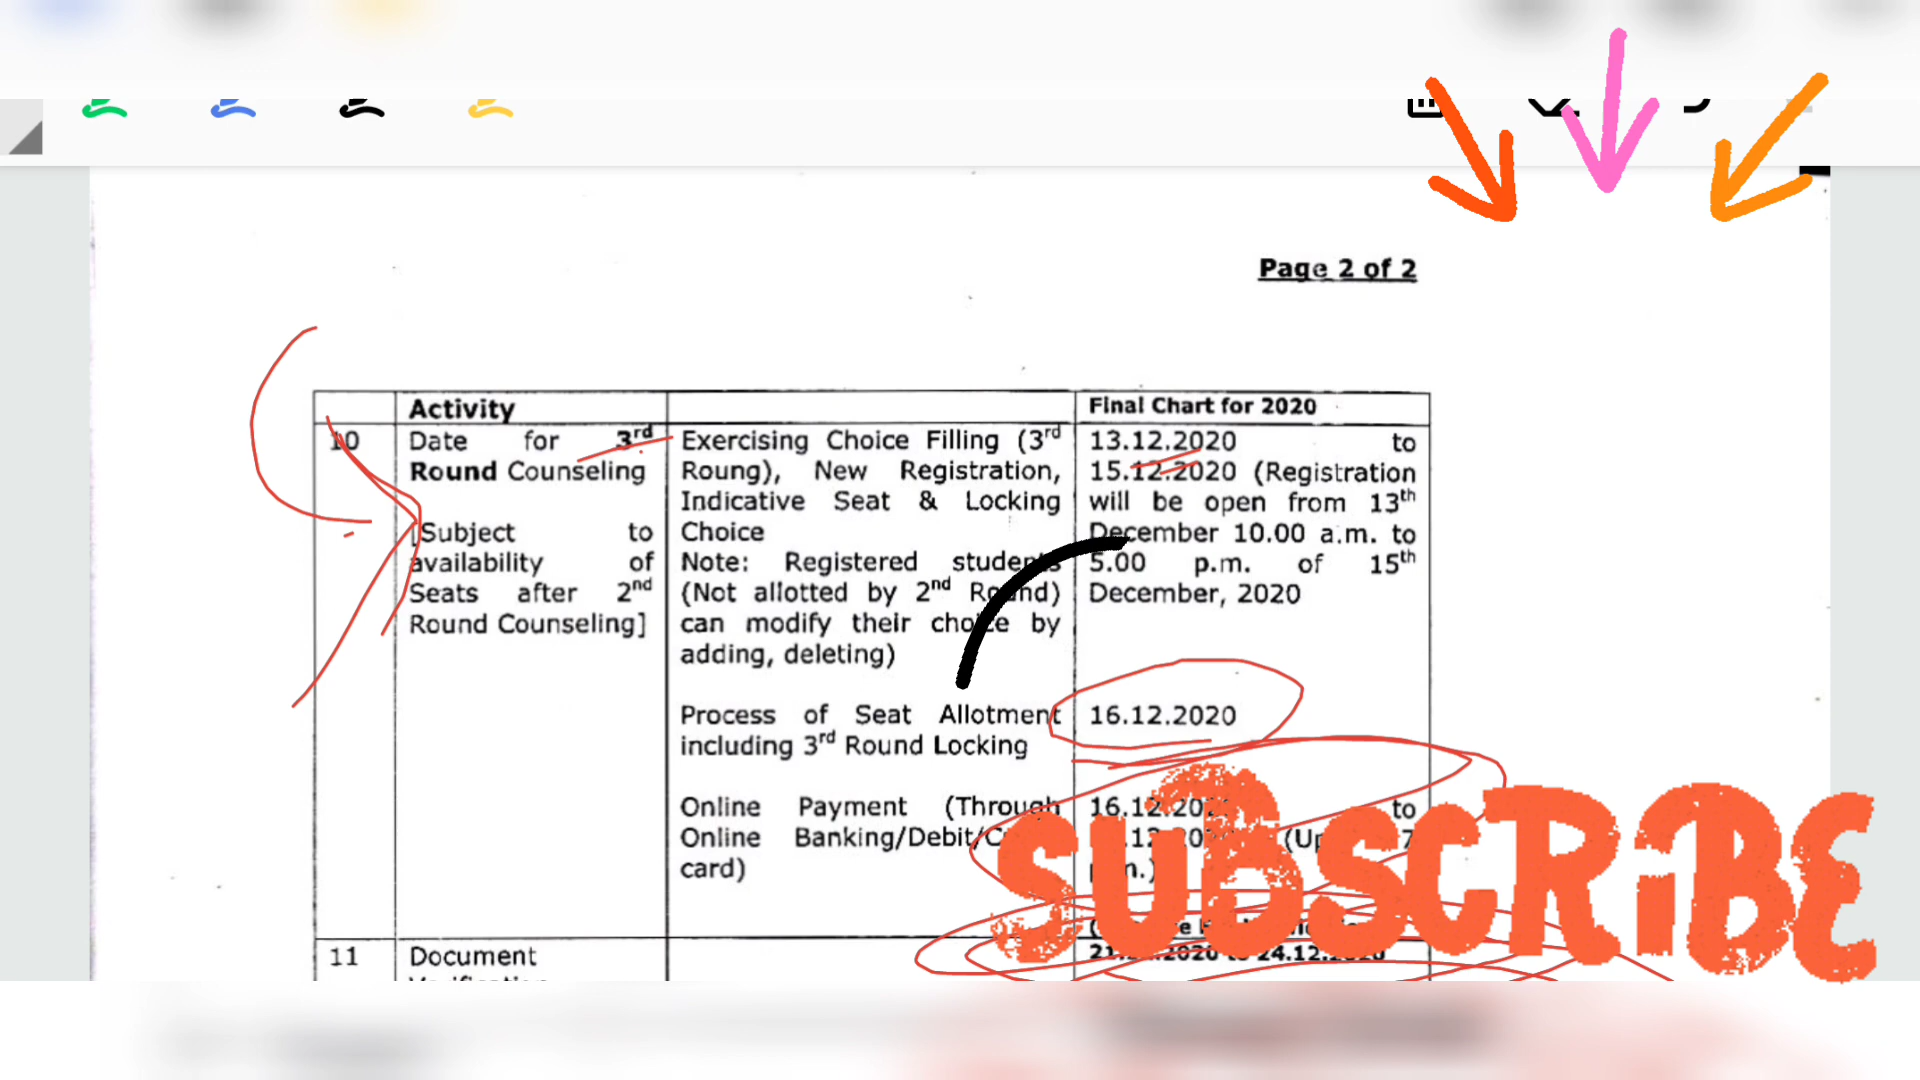 Page 2 of 2
Activity
Final Chart for 2020
10
Date for 3rd
Round Counseling
[Subject to
availability of
Seats after 2nd
Round Counseling]
Exercising Choice Filling (3rd
Roung), New Registration,
Indicative Seat & Locking
Choice
Note: Registered students
(Not allotted by 2nd Round)
can modify their choice by
adding, deleting)
13.12.2020 to
15.12.2020 (Registration
will be open from 13th
December 10.00 a.m. to
5.00 p.m. of 15th
December, 2020
Process of Seat Allotment
including 3rd Round Locking
16.12.2020
Online Payment (Through
Online Banking/Debit/
card)
to
SUBSCRIBE
11
Document
24.12.2020